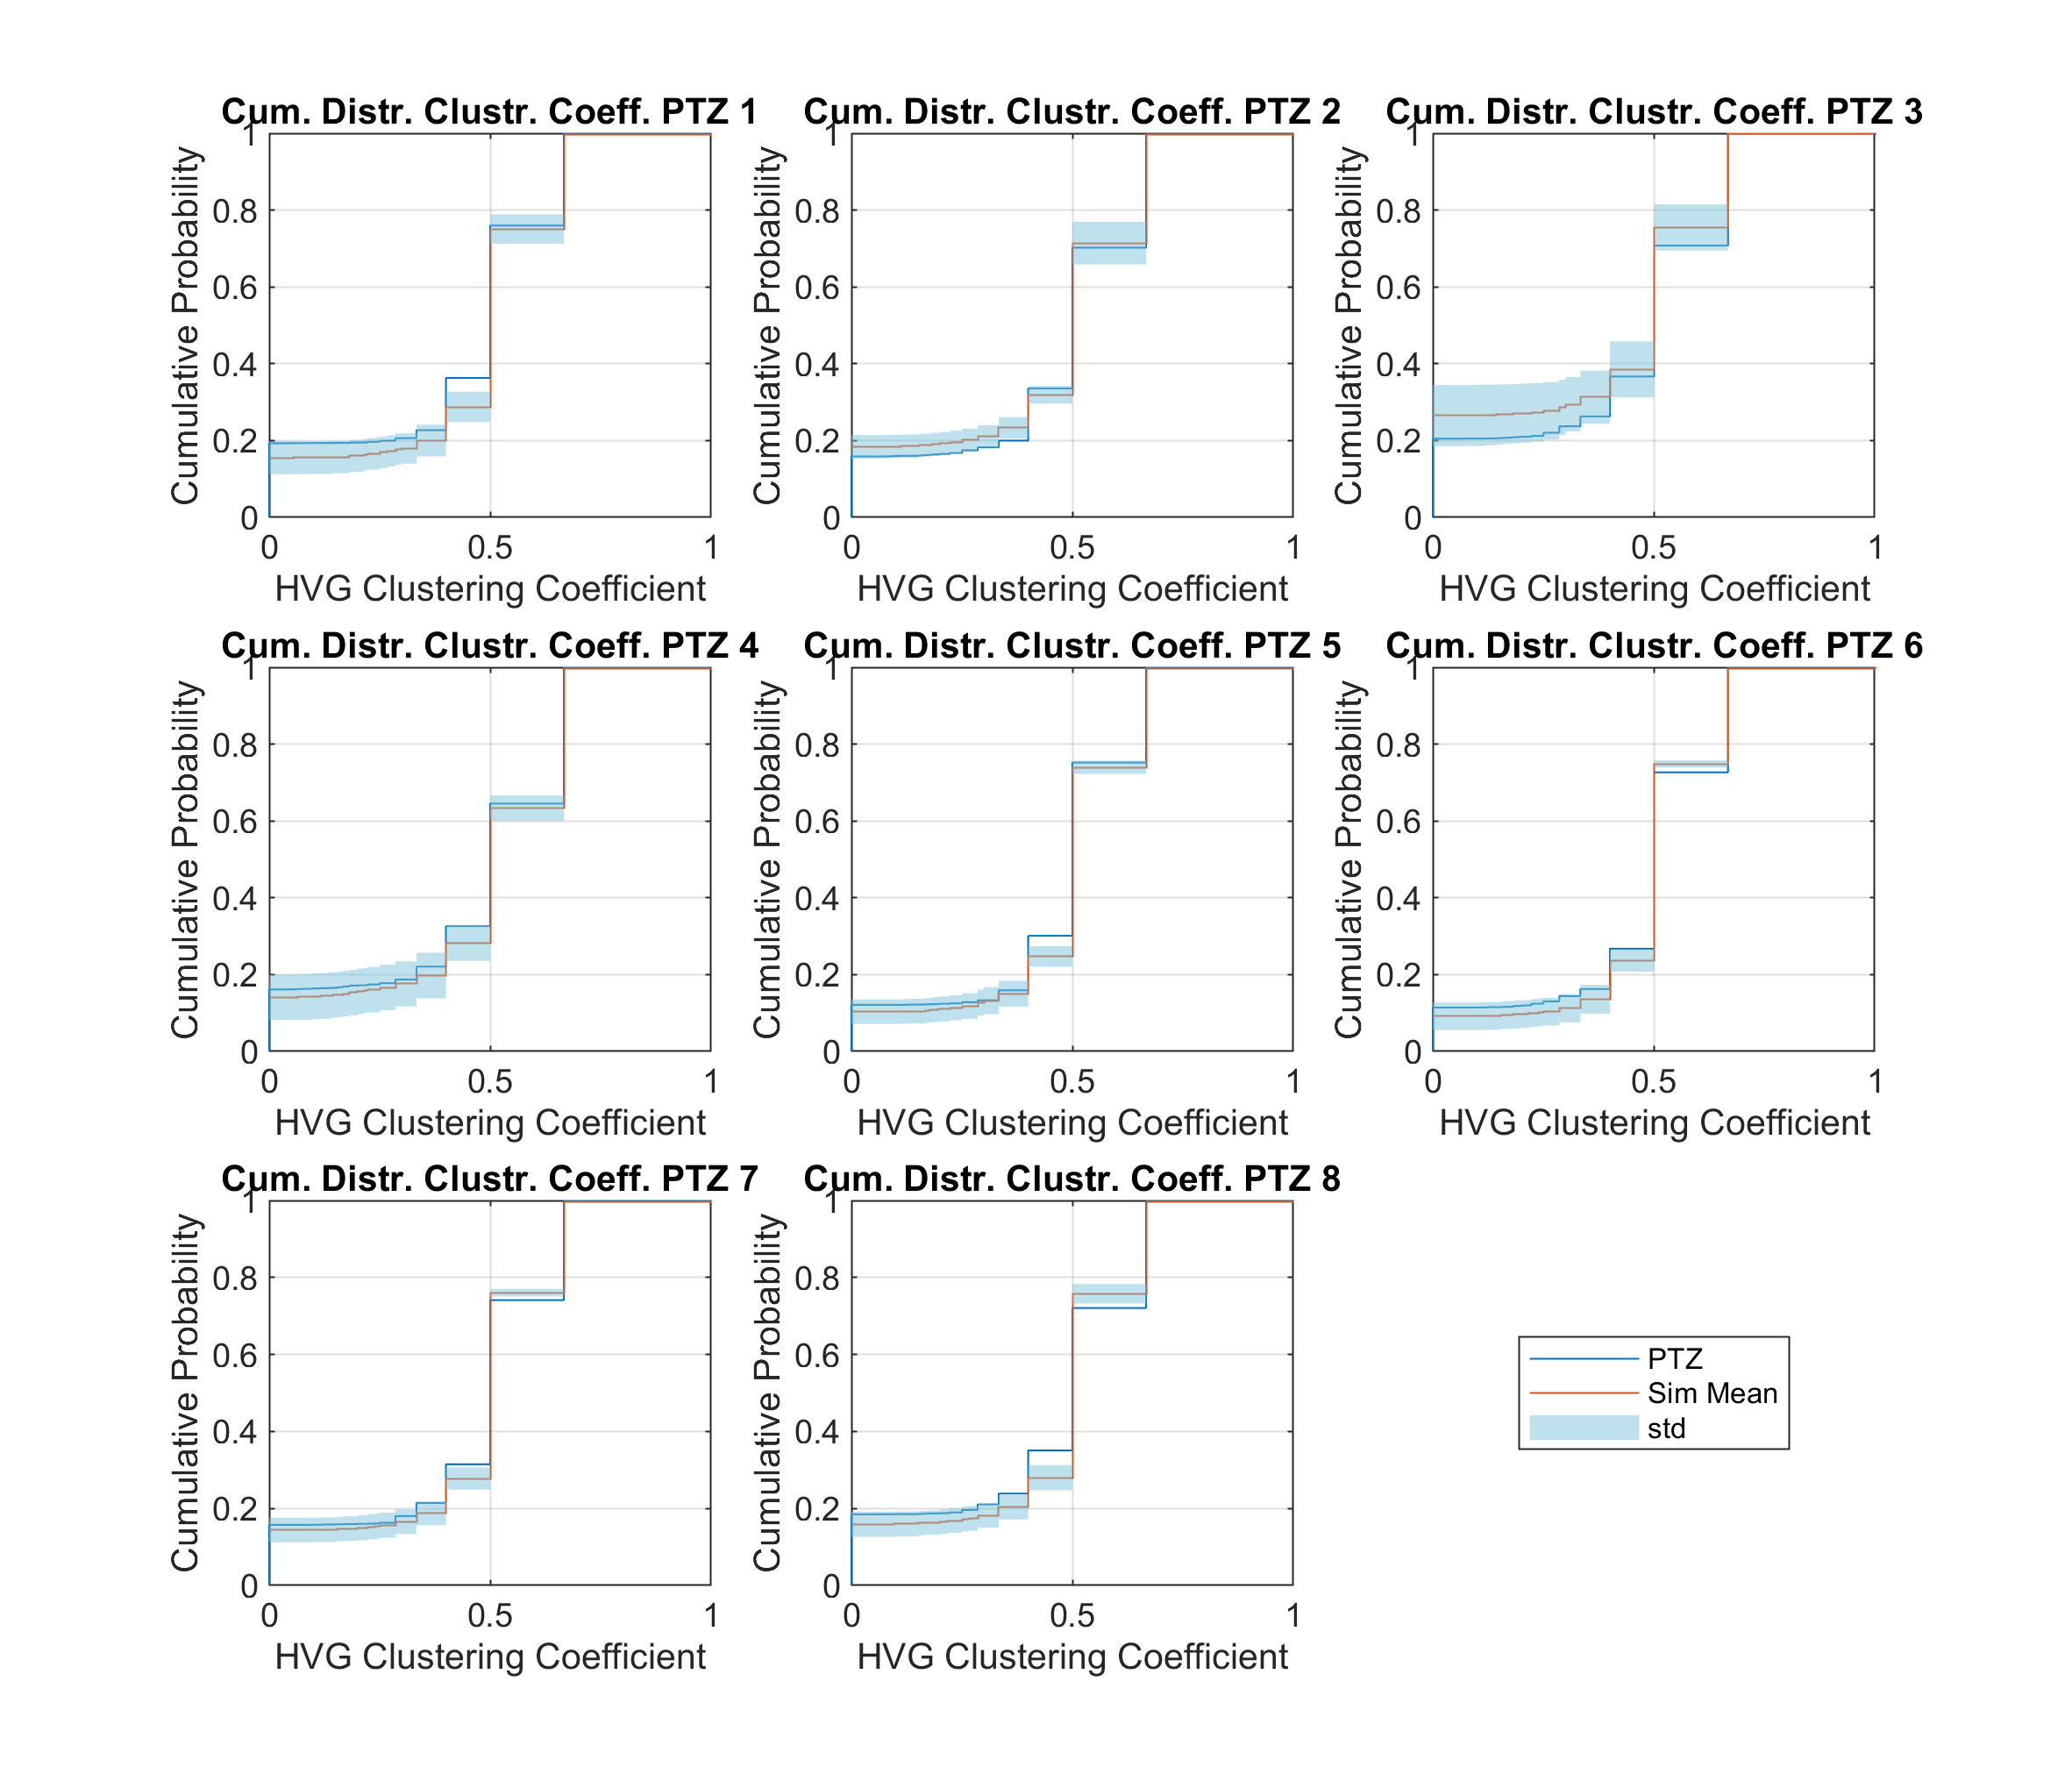 Cum. Distr. Clustr. Coeff. PTZ 1
Cumulative Probability
1
0.8
0.6
0.4
0.2
0
0 0.5 1
HVG Clustering Coefficient
Cum. Distr. Clustr. Coeff. PTZ 2
Cumulative Probability
1
0.8
0.6
0.4
0.2
0
0 0.5 1
HVG Clustering Coefficient
Cum. Distr. Clustr. Coeff. PTZ 3
Cumulative Probability
1
0.8
0.6
0.4
0.2
0
0 0.5 1
HVG Clustering Coefficient
Cum. Distr. Clustr. Coeff. PTZ 4
Cumulative Probability
1
0.8
0.6
0.4
0.2
0
0 0.5 1
HVG Clustering Coefficient
Cum. Distr. Clustr. Coeff. PTZ 5
Cumulative Probability
1
0.8
0.6
0.4
0.2
0
0 0.5 1
HVG Clustering Coefficient
Cum. Distr. Clustr. Coeff. PTZ 6
Cumulative Probability
1
0.8
0.6
0.4
0.2
0
0 0.5 1
HVG Clustering Coefficient
Cum. Distr. Clustr. Coeff. PTZ 7
Cumulative Probability
1
0.8
0.6
0.4
0.2
0
0 0.5 1
HVG Clustering Coefficient
Cum. Distr. Clustr. Coeff. PTZ 8
Cumulative Probability
1
0.8
0.6
0.4
0.2
0
0 0.5 1
HVG Clustering Coefficient
PTZ
Sim Mean
std